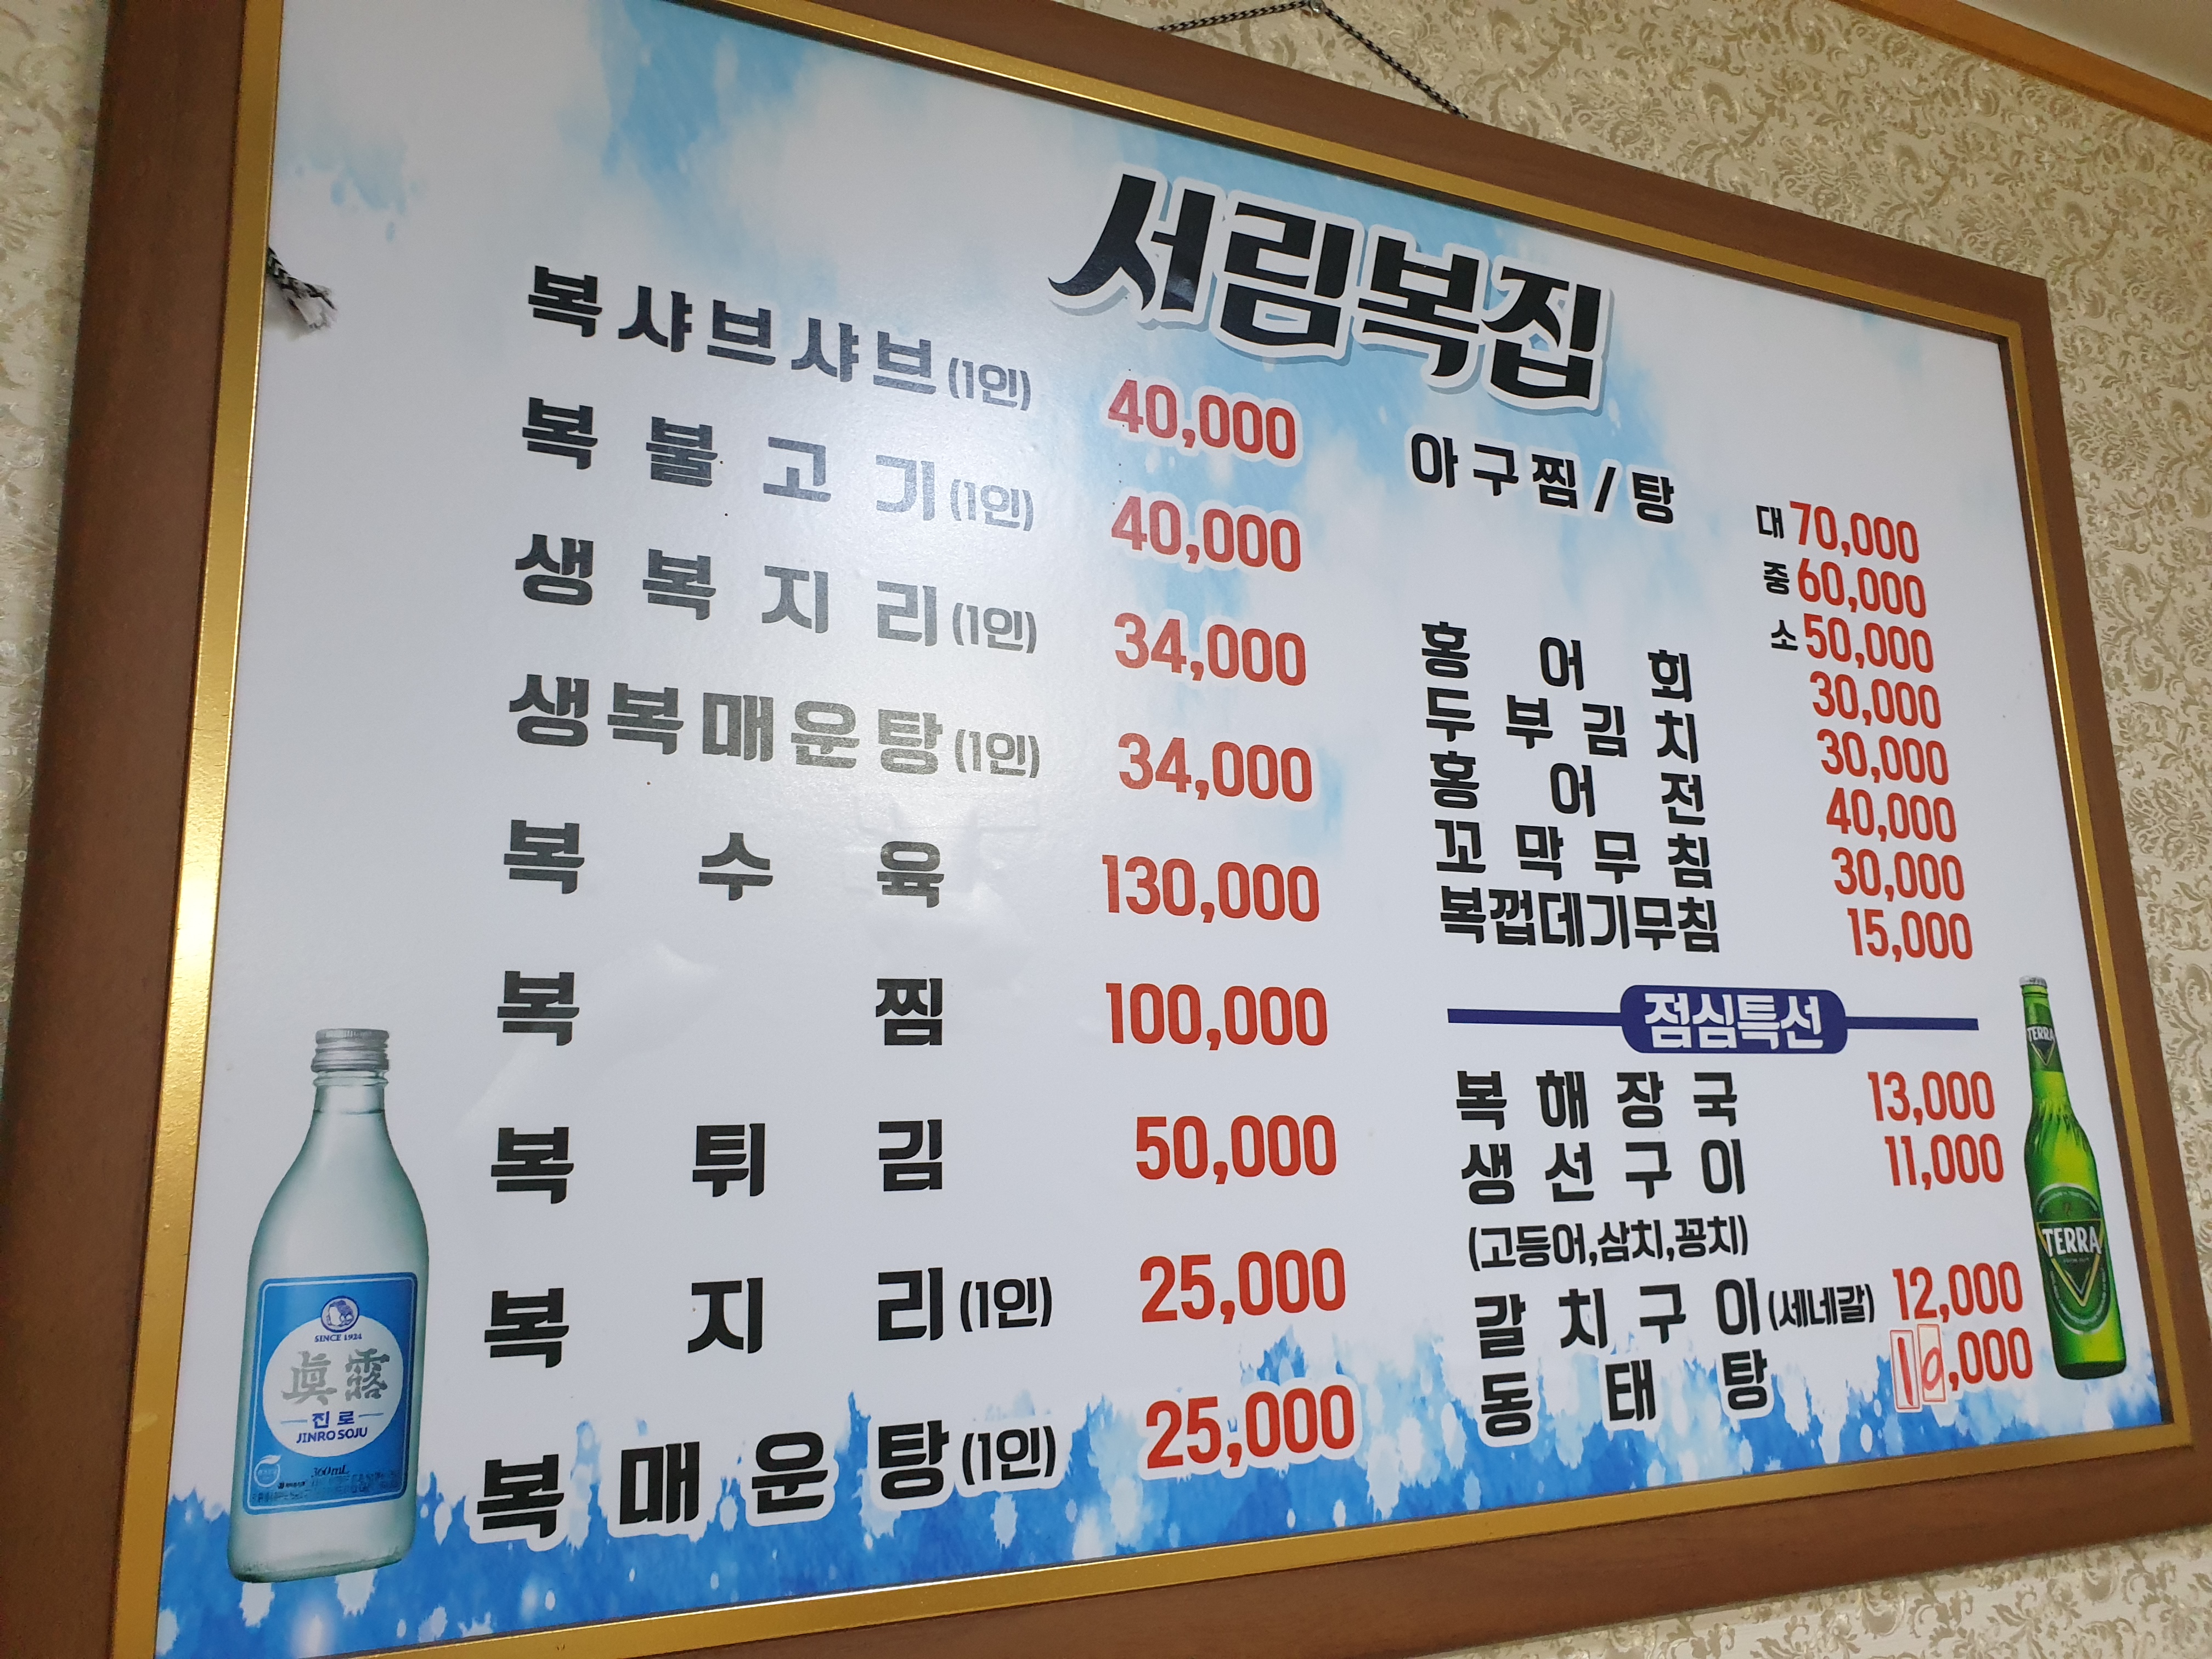 서림복집
복샤브샤브(1인) 40,000
복불고기(1인) 40,000
생복지리(1인) 34,000
생복매운탕(1인) 34,000
복수육 130,000
복찜 100,000
복튀김 50,000
복지리(1인) 25,000
복매운탕(1인) 25,000
아구찜/탕 대 70,000
중 60,000
소 50,000
홍어회 30,000
두부김치 30,000
홍어전 40,000
꼬막무침 30,000
복껍데기무침 15,000
점심특선
복해장국 13,000
생선구이 11,000
(고등어,삼치,꽁치)
갈치구이(세네갈) 12,000
동태탕 10,000
SINCE 1924
眞露
진로
JINRO SOJU
360mL
TERRA
TERRA